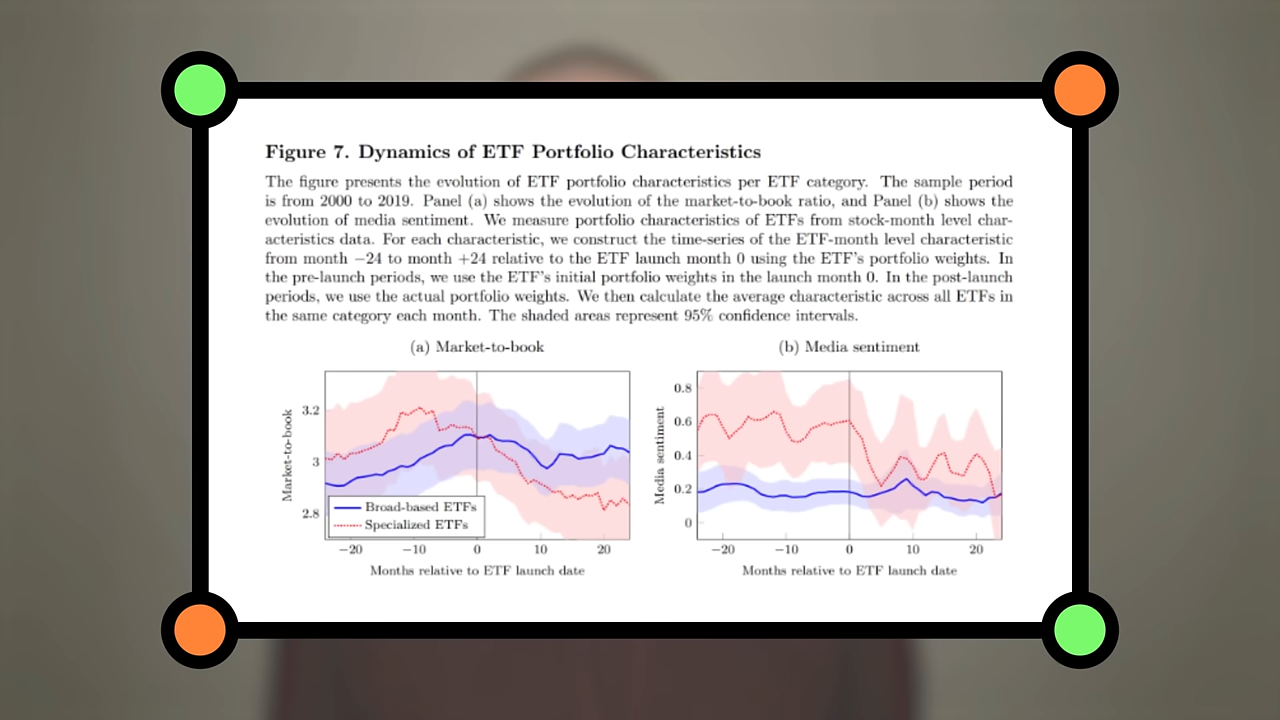 Figure 7. Dynamics of ETF Portfolio Characteristics
The figure presents the evolution of ETF portfolio characteristics per ETF category. The sample period
is from 2000 to 2019. Panel (a) shows the evolution of the market-to-book ratio, and Panel (b) shows the
evolution of media sentiment. We measure portfolio characteristics of ETFs from stock-month level char-
acteristics data. For each characteristic, we construct the time-series of the ETF-month level characteristic
from month −24 to month +24 relative to the ETF launch month 0 using the ETF's portfolio weights. In
the pre-launch periods, we use the ETF's initial portfolio weights in the launch month 0. In the post-launch
periods, we use the actual portfolio weights. We then calculate the average characteristic across all ETFs in
the same category each month. The shaded areas represent 95% confidence intervals.
(a) Market-to-book
Market-to-book
3.2
3
2.8
Broad-based ETFs
Specialized ETFs
−20 −10 0 10 20
Months relative to ETF launch date
(b) Media sentiment
Media sentiment
0.8
0.6
0.4
0.2
0
−20 −10 0 10 20
Months relative to ETF launch date